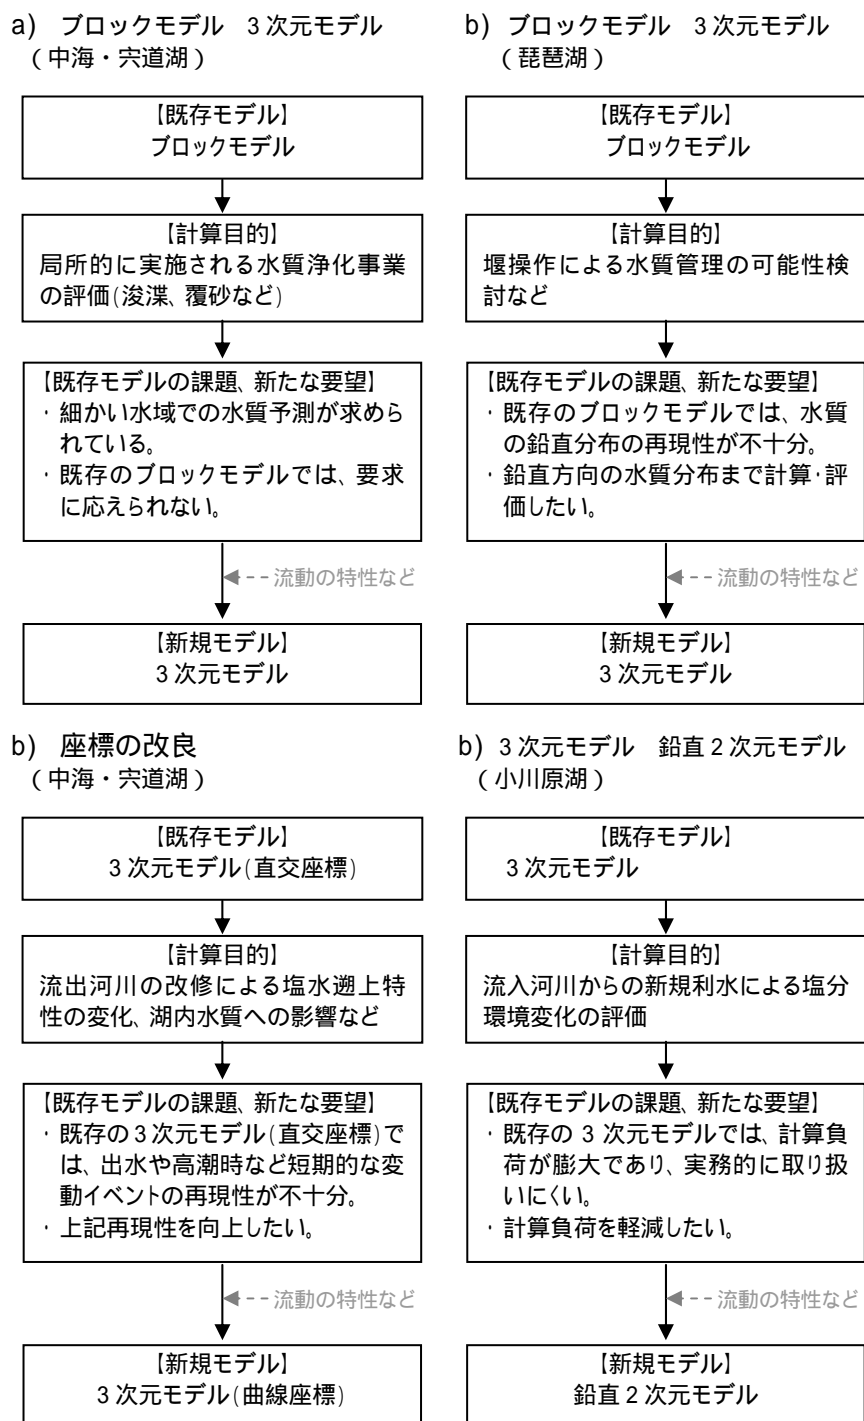 a) ブロックモデル 3次元モデル
（中海・宍道湖）
【既存モデル】
ブロックモデル
【計算目的】
局所的に実施される水質浄化事業
の評価(浚渫、覆砂など)
【既存モデルの課題、新たな要望】
・細かい水域での水質予測が求めら
れている。
・既存のブロックモデルでは、要求
に応えられない。
流動の特性など
【新規モデル】
3次元モデル
b) ブロックモデル 3次元モデル
（琵琶湖）
【既存モデル】
ブロックモデル
【計算目的】
堰操作による水質管理の可能性検
討など
【既存モデルの課題、新たな要望】
・既存のブロックモデルでは、水質
の鉛直分布の再現性が不十分。
・鉛直方向の水質分布まで計算・評
価したい。
流動の特性など
【新規モデル】
3次元モデル
b) 座標の改良
（中海・宍道湖）
【既存モデル】
3次元モデル(直交座標)
【計算目的】
流出河川の改修による塩水遡上特
性の変化、湖内水質への影響など
【既存モデルの課題、新たな要望】
・既存の3次元モデル(直交座標)で
は、出水や高潮時など短期的な変
動イベントの再現性が不十分。
・上記再現性を向上したい。
流動の特性など
【新規モデル】
3次元モデル(曲線座標)
b) 3次元モデル 鉛直2次元モデル
（小川原湖）
【既存モデル】
3次元モデル
【計算目的】
流入河川からの新規利水による塩分
環境変化の評価
【既存モデルの課題、新たな要望】
・既存の 3 次元モデルでは、計算負
荷が膨大であり、実務的に取り扱
いにくい。
・計算負荷を軽減したい。
流動の特性など
【新規モデル】
鉛直2次元モデル